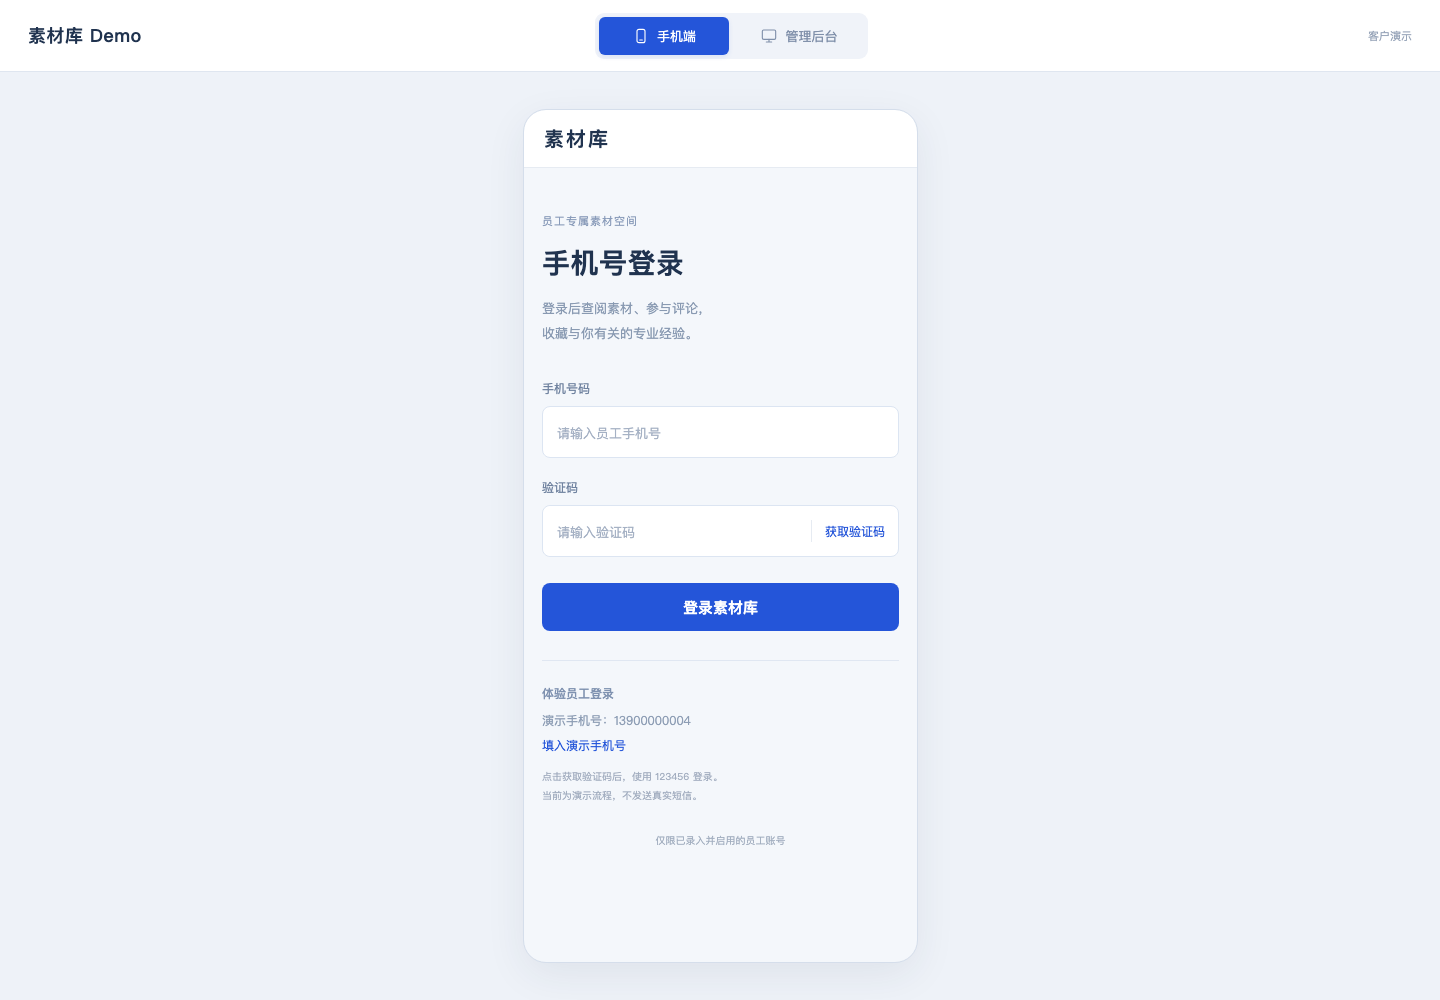 素材库 Demo
手机端
管理后台
客户演示
素材库
员工专属素材空间
手机号登录
登录后查阅素材、参与评论，
收藏与你有关的专业经验。
手机号码
请输入员工手机号
验证码
请输入验证码
获取验证码
登录素材库
体验员工登录
演示手机号：13900000004
填入演示手机号
点击获取验证码后，使用 123456 登录。
当前为演示流程，不发送真实短信。
仅限已录入并启用的员工账号